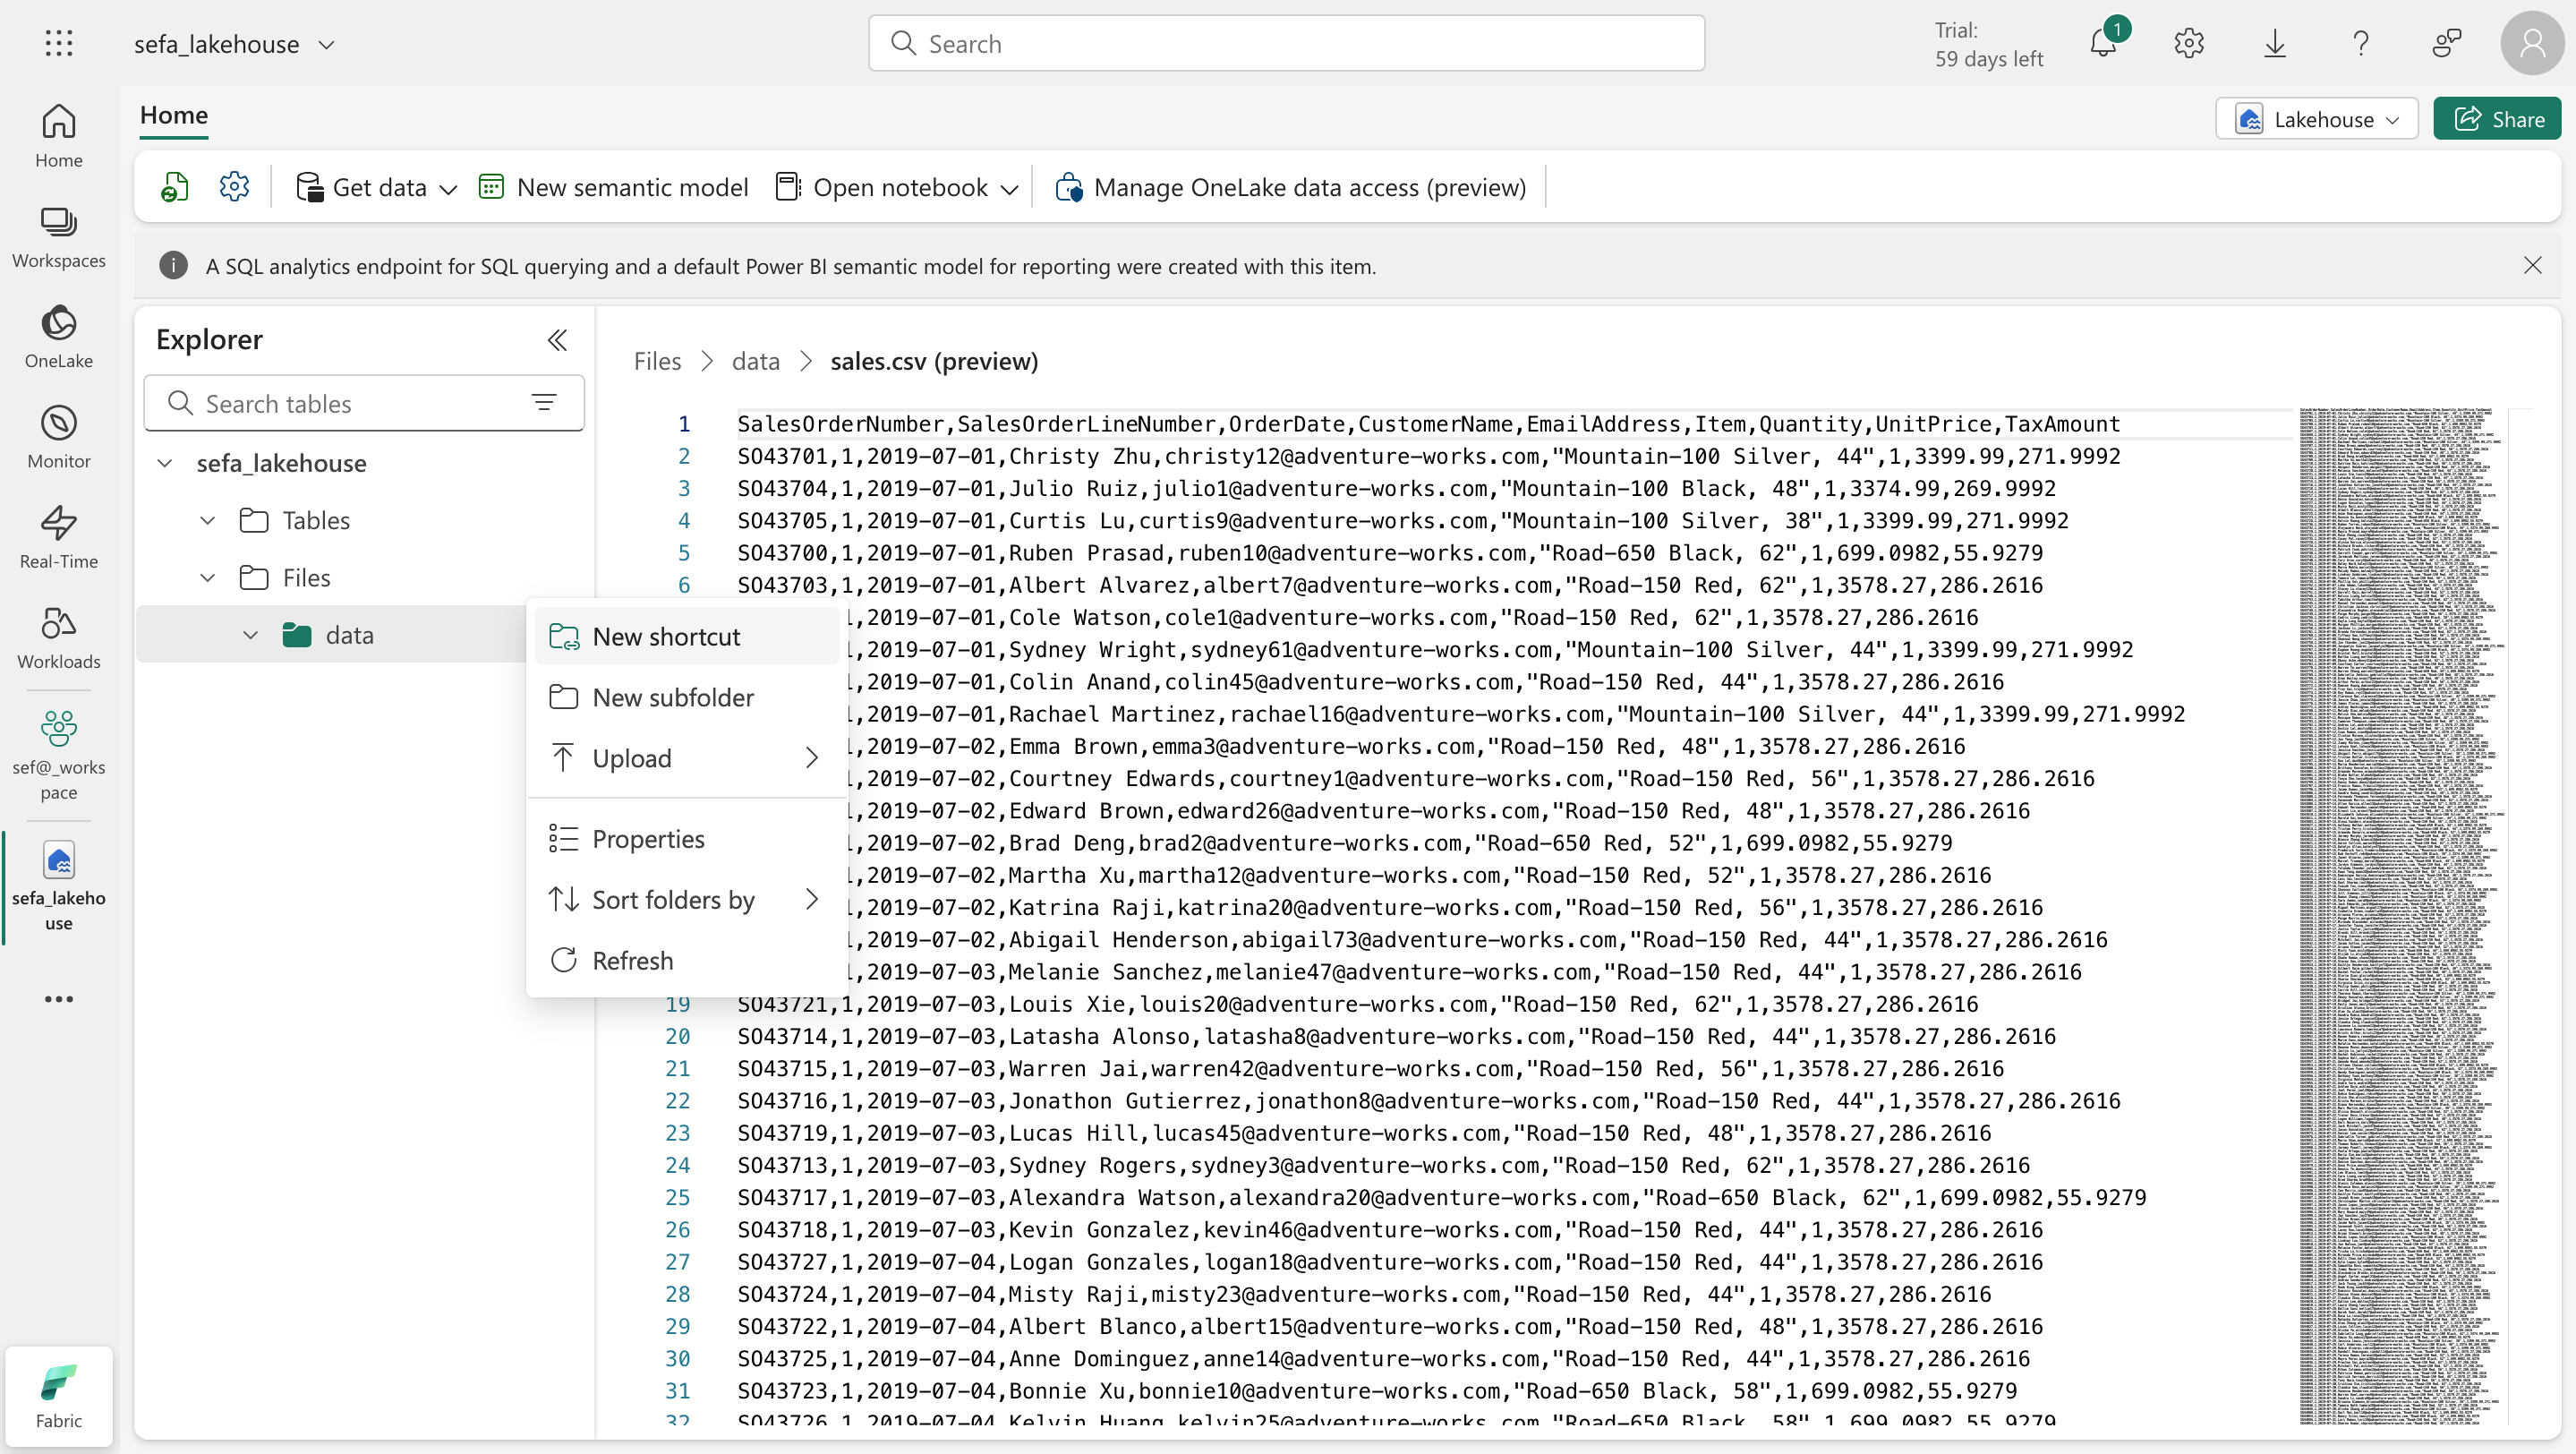 sefa_lakehouse
Search
Trial:
59 days left
1
Home
Workspaces
OneLake
Monitor
Real-Time
Workloads
sef@_works
pace
sefa_lakeho
use
Fabric
Home
Lakehouse
Share
Get data
New semantic model
Open notebook
Manage OneLake data access (preview)
A SQL analytics endpoint for SQL querying and a default Power BI semantic model for reporting were created with this item.
Explorer
Search tables
sefa_lakehouse
Tables
Files
data
New shortcut
New subfolder
Upload
Properties
Sort folders by
Refresh
Files > data > sales.csv (preview)
1 SalesOrderNumber,SalesOrderLineNumber,OrderDate,CustomerName,EmailAddress,Item,Quantity,UnitPrice,TaxAmount
2 SO43701,1,2019-07-01,Christy Zhu,christy12@adventure-works.com,"Mountain-100 Silver, 44",1,3399.99,271.9992
3 SO43704,1,2019-07-01,Julio Ruiz,julio1@adventure-works.com,"Mountain-100 Black, 48",1,3374.99,269.9992
4 SO43705,1,2019-07-01,Curtis Lu,curtis9@adventure-works.com,"Mountain-100 Silver, 38",1,3399.99,271.9992
5 SO43700,1,2019-07-01,Ruben Prasad,ruben10@adventure-works.com,"Road-650 Black, 62",1,699.0982,55.9279
6 SO43703,1,2019-07-01,Albert Alvarez,albert7@adventure-works.com,"Road-150 Red, 62",1,3578.27,286.2616
1,2019-07-01,Cole Watson,cole1@adventure-works.com,"Road-150 Red, 62",1,3578.27,286.2616
1,2019-07-01,Sydney Wright,sydney61@adventure-works.com,"Mountain-100 Silver, 44",1,3399.99,271.9992
1,2019-07-01,Colin Anand,colin45@adventure-works.com,"Road-150 Red, 44",1,3578.27,286.2616
1,2019-07-01,Rachael Martinez,rachael16@adventure-works.com,"Mountain-100 Silver, 44",1,3399.99,271.9992
1,2019-07-02,Emma Brown,emma3@adventure-works.com,"Road-150 Red, 48",1,3578.27,286.2616
1,2019-07-02,Courtney Edwards,courtney1@adventure-works.com,"Road-150 Red, 56",1,3578.27,286.2616
1,2019-07-02,Edward Brown,edward26@adventure-works.com,"Road-150 Red, 48",1,3578.27,286.2616
1,2019-07-02,Brad Deng,brad2@adventure-works.com,"Road-650 Red, 52",1,699.0982,55.9279
1,2019-07-02,Martha Xu,martha12@adventure-works.com,"Road-150 Red, 52",1,3578.27,286.2616
1,2019-07-02,Katrina Raji,katrina20@adventure-works.com,"Road-150 Red, 56",1,3578.27,286.2616
1,2019-07-02,Abigail Henderson,abigail73@adventure-works.com,"Road-150 Red, 44",1,3578.27,286.2616
1,2019-07-03,Melanie Sanchez,melanie47@adventure-works.com,"Road-150 Red, 44",1,3578.27,286.2616
19 SO43721,1,2019-07-03,Louis Xie,louis20@adventure-works.com,"Road-150 Red, 62",1,3578.27,286.2616
20 SO43714,1,2019-07-03,Latasha Alonso,latasha8@adventure-works.com,"Road-150 Red, 44",1,3578.27,286.2616
21 SO43715,1,2019-07-03,Warren Jai,warren42@adventure-works.com,"Road-150 Red, 56",1,3578.27,286.2616
22 SO43716,1,2019-07-03,Jonathon Gutierrez,jonathon8@adventure-works.com,"Road-150 Red, 44",1,3578.27,286.2616
23 SO43719,1,2019-07-03,Lucas Hill,lucas45@adventure-works.com,"Road-150 Red, 48",1,3578.27,286.2616
24 SO43713,1,2019-07-03,Sydney Rogers,sydney3@adventure-works.com,"Road-150 Red, 62",1,3578.27,286.2616
25 SO43717,1,2019-07-03,Alexandra Watson,alexandra20@adventure-works.com,"Road-650 Black, 62",1,699.0982,55.9279
26 SO43718,1,2019-07-03,Kevin Gonzalez,kevin46@adventure-works.com,"Road-150 Red, 44",1,3578.27,286.2616
27 SO43727,1,2019-07-04,Logan Gonzales,logan18@adventure-works.com,"Road-150 Red, 44",1,3578.27,286.2616
28 SO43724,1,2019-07-04,Misty Raji,misty23@adventure-works.com,"Road-150 Red, 44",1,3578.27,286.2616
29 SO43722,1,2019-07-04,Albert Blanco,albert15@adventure-works.com,"Road-150 Red, 48",1,3578.27,286.2616
30 SO43725,1,2019-07-04,Anne Dominguez,anne14@adventure-works.com,"Road-150 Red, 44",1,3578.27,286.2616
31 SO43723,1,2019-07-04,Bonnie Xu,bonnie10@adventure-works.com,"Road-650 Black, 58",1,699.0982,55.9279
32 SO43726,1,2019-07-04,Kelvin Huang,kelvin25@adventure-works.com,"Road-650 Black, 58",1,699.0982,55.9279